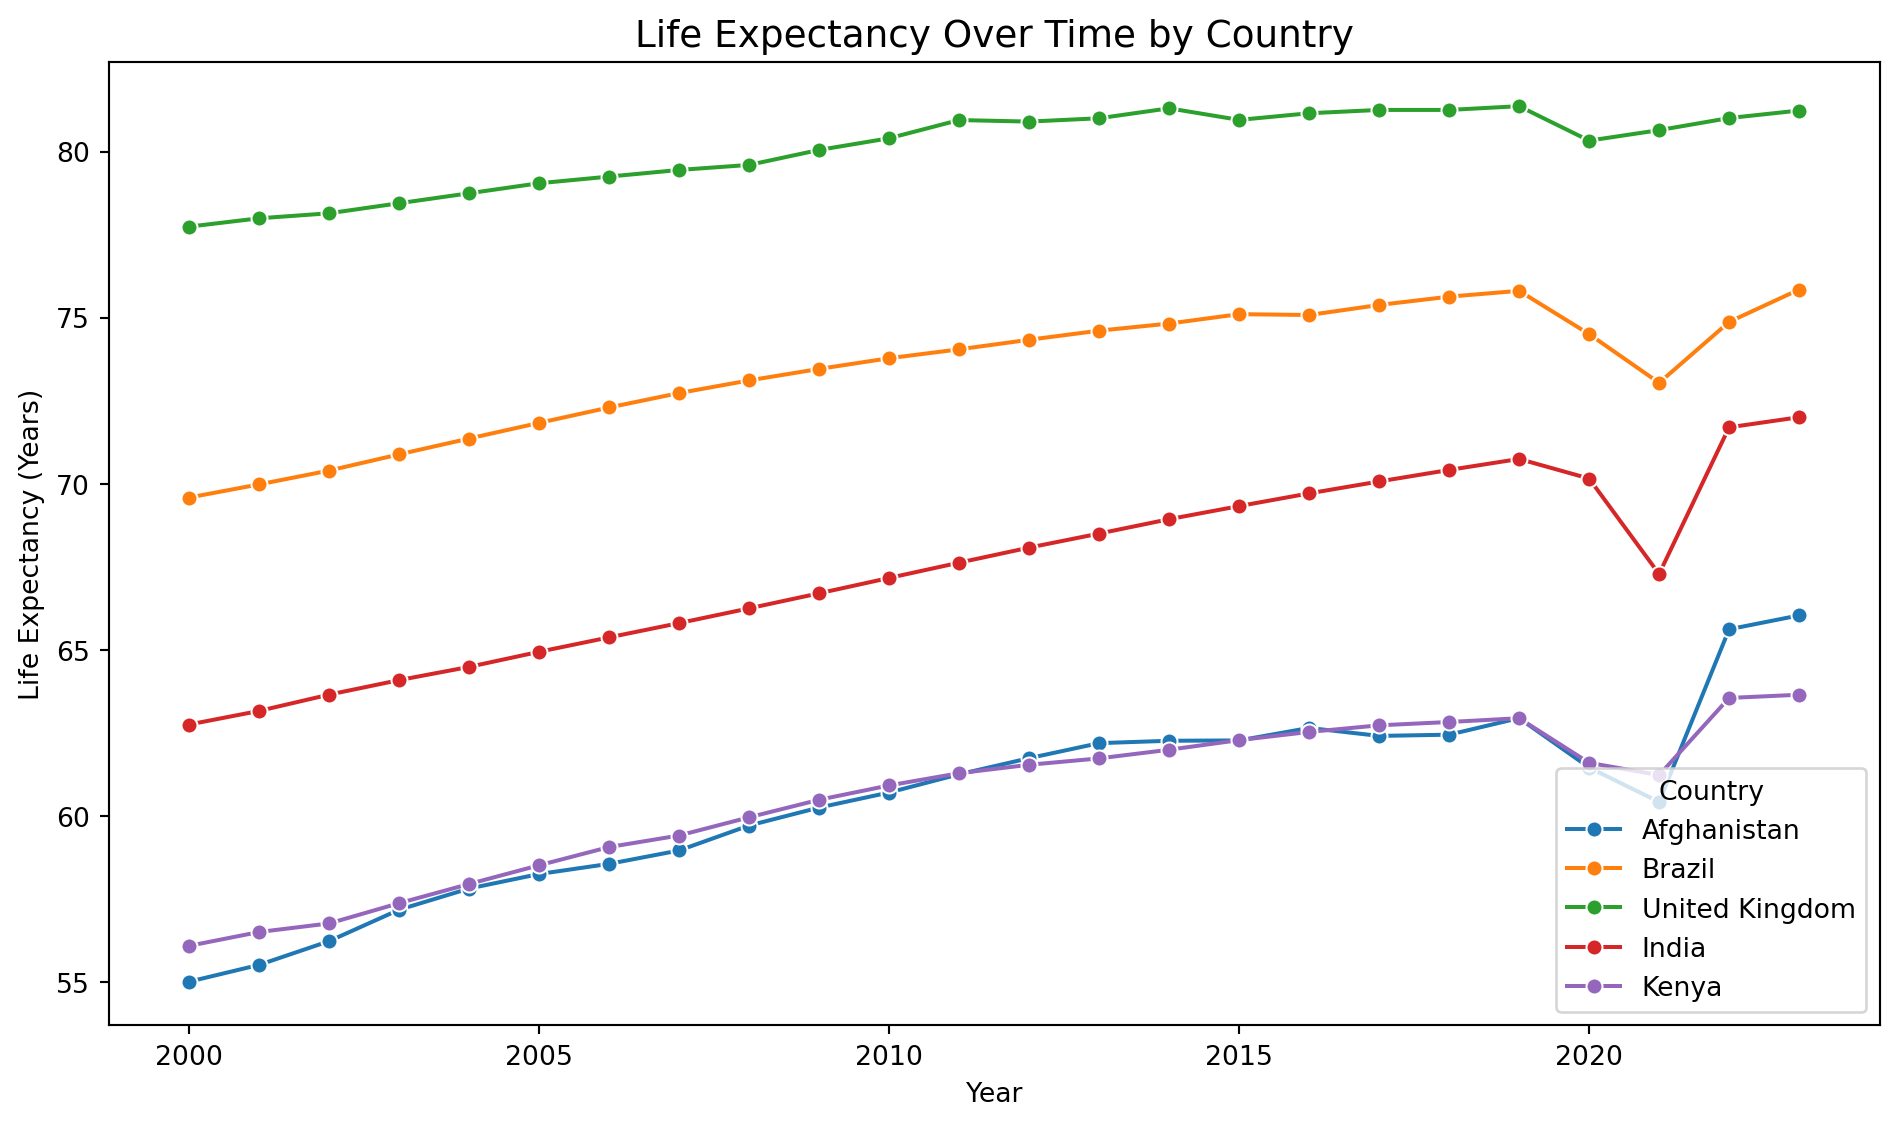 Life Expectancy Over Time by Country
Life Expectancy (Years)
80
75
70
65
60
55
2000 2005 2010 2015 2020
Year
Country
Afghanistan
Brazil
United Kingdom
India
Kenya